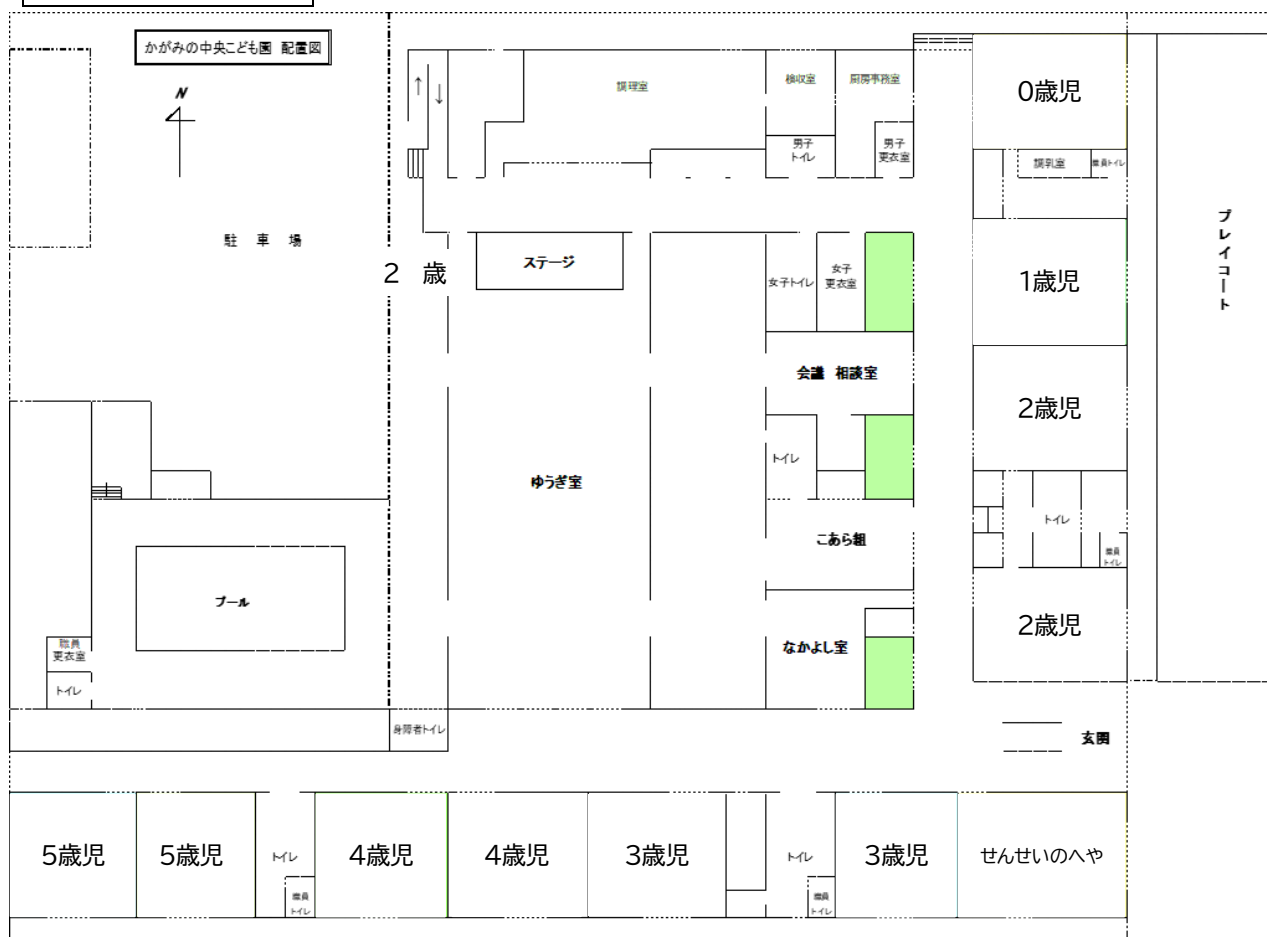 かがみの中央こども園 配置図
N
↑
↓
調理室
検収室
厨房事務室
0歳児
男子
トイレ
男子
更衣室
調乳室
職員トイレ
駐 車 場
2 歳
ステージ
女子トイレ
女子
更衣室
1歳児
プレイコート
会議 相談室
2歳児
トイレ
ゆうぎ室
こあら組
トイレ
職員
トイレ
プール
なかよし室
2歳児
職員
更衣室
トイレ
身障者トイレ
玄関
5歳児
5歳児
トイレ
職員
トイレ
4歳児
4歳児
3歳児
トイレ
職員
トイレ
3歳児
せんせいのへや